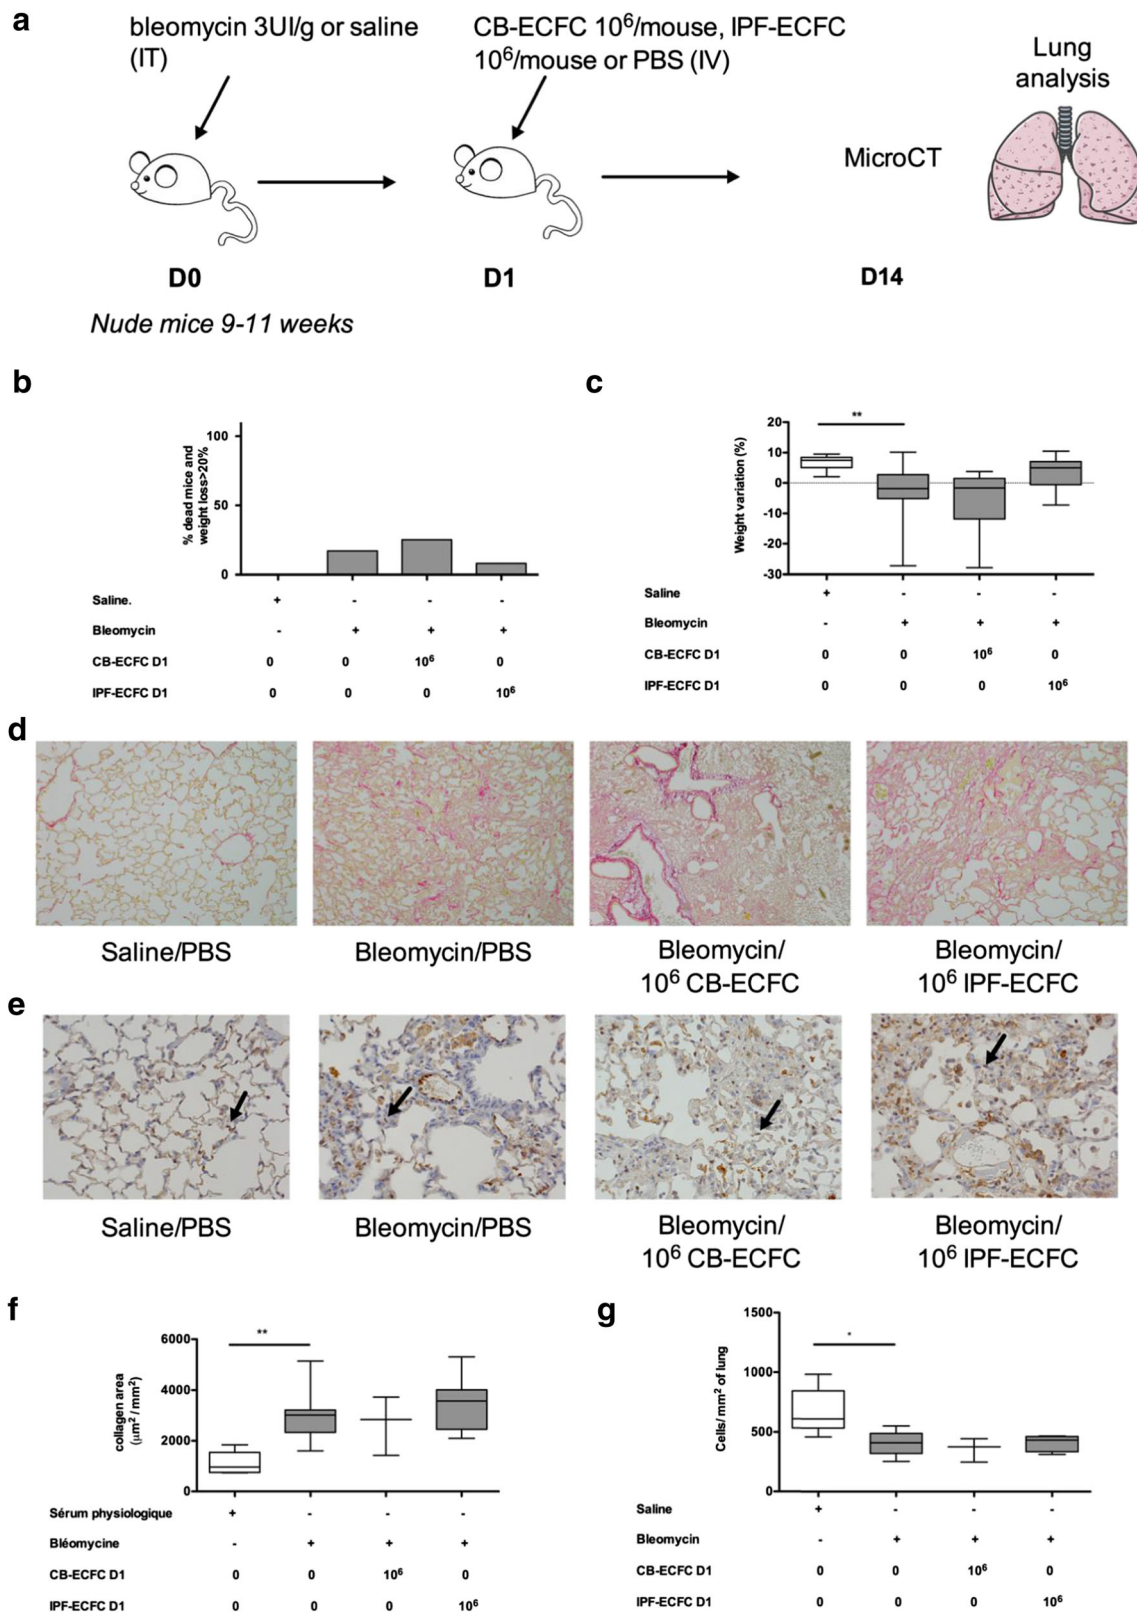 a
bleomycin 3UI/g or saline
(IT)
CB-ECFC 10⁶/mouse, IPF-ECFC
10⁶/mouse or PBS (IV)
Lung
analysis
MicroCT
D0
D1
D14
Nude mice 9-11 weeks
b
% dead mice and
weight loss>20%
100
50
0
Saline. + - - -
Bleomycin - + + +
CB-ECFC D1 0 0 10⁶ 0
IPF-ECFC D1 0 0 0 10⁶
c
Weight variation (%)
20
10
0
-10
-20
-30
**
Saline + - - -
Bleomycin - + + +
CB-ECFC D1 0 0 10⁶ 0
IPF-ECFC D1 0 0 0 10⁶
d
Saline/PBS
Bleomycin/PBS
Bleomycin/
10⁶ CB-ECFC
Bleomycin/
10⁶ IPF-ECFC
e
Saline/PBS
Bleomycin/PBS
Bleomycin/
10⁶ CB-ECFC
Bleomycin/
10⁶ IPF-ECFC
f
collagen area
(µm² / mm²)
6000
4000
2000
0
**
Sérum physiologique + - - -
Bléomycine - + + +
CB-ECFC D1 0 0 10⁶ 0
IPF-ECFC D1 0 0 0 10⁶
g
Cells/ mm² of lung
1500
1000
500
0
*
Saline + - - -
Bleomycin - + + +
CB-ECFC D1 0 0 10⁶ 0
IPF-ECFC D1 0 0 0 10⁶